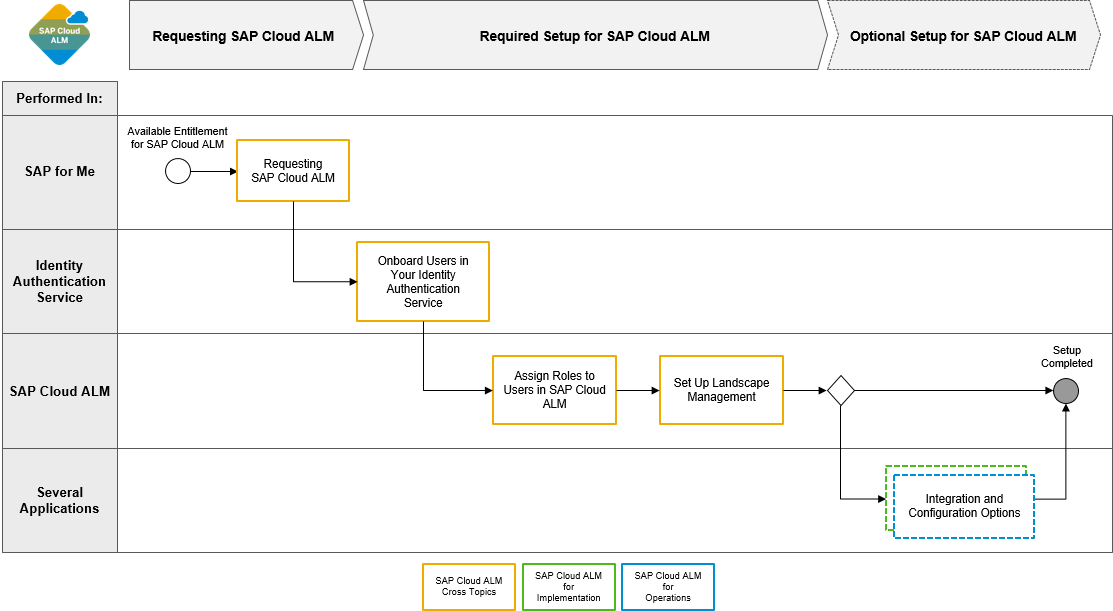 SAP Cloud
ALM
Requesting SAP Cloud ALM
Required Setup for SAP Cloud ALM
Optional Setup for SAP Cloud ALM
Performed In:
SAP for Me
Available Entitlement
for SAP Cloud ALM
Requesting
SAP Cloud ALM
Identity
Authentication
Service
Onboard Users in
Your Identity
Authentication
Service
SAP Cloud ALM
Assign Roles to
Users in SAP Cloud
ALM
Set Up Landscape
Management
Setup
Completed
Several
Applications
Integration and
Configuration Options
SAP Cloud ALM
Cross Topics
SAP Cloud ALM
for
Implementation
SAP Cloud ALM
for
Operations